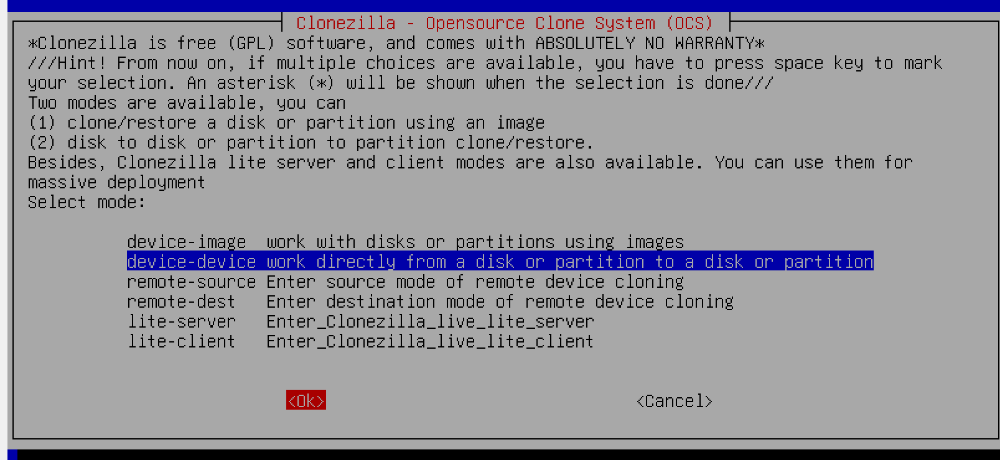 Clonezilla - Opensource Clone System (OCS)
*Clonezilla is free (GPL) software, and comes with ABSOLUTELY NO WARRANTY*
///Hint! From now on, if multiple choices are available, you have to press space key to mark
your selection. An asterisk (*) will be shown when the selection is done///
Two modes are available, you can
(1) clone/restore a disk or partition using an image
(2) disk to disk or partition to partition clone/restore.
Besides, Clonezilla lite server and client modes are also available. You can use them for
massive deployment
Select mode:
device-image work with disks or partitions using images
device-device work directly from a disk or partition to a disk or partition
remote-source Enter source mode of remote device cloning
remote-dest Enter destination mode of remote device cloning
lite-server Enter_Clonezilla_live_lite_server
lite-client Enter_Clonezilla_live_lite_client
<Ok> <Cancel>